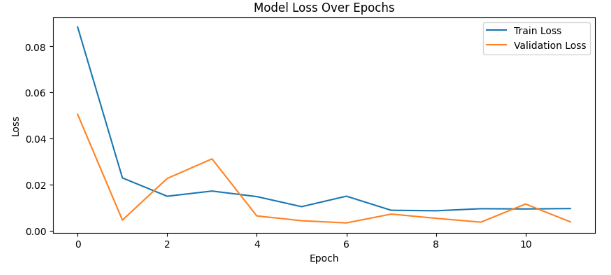 Model Loss Over Epochs
Train Loss
Validation Loss
0.08
0.06
0.04
0.02
0.00
Loss
0 2 4 6 8 10
Epoch